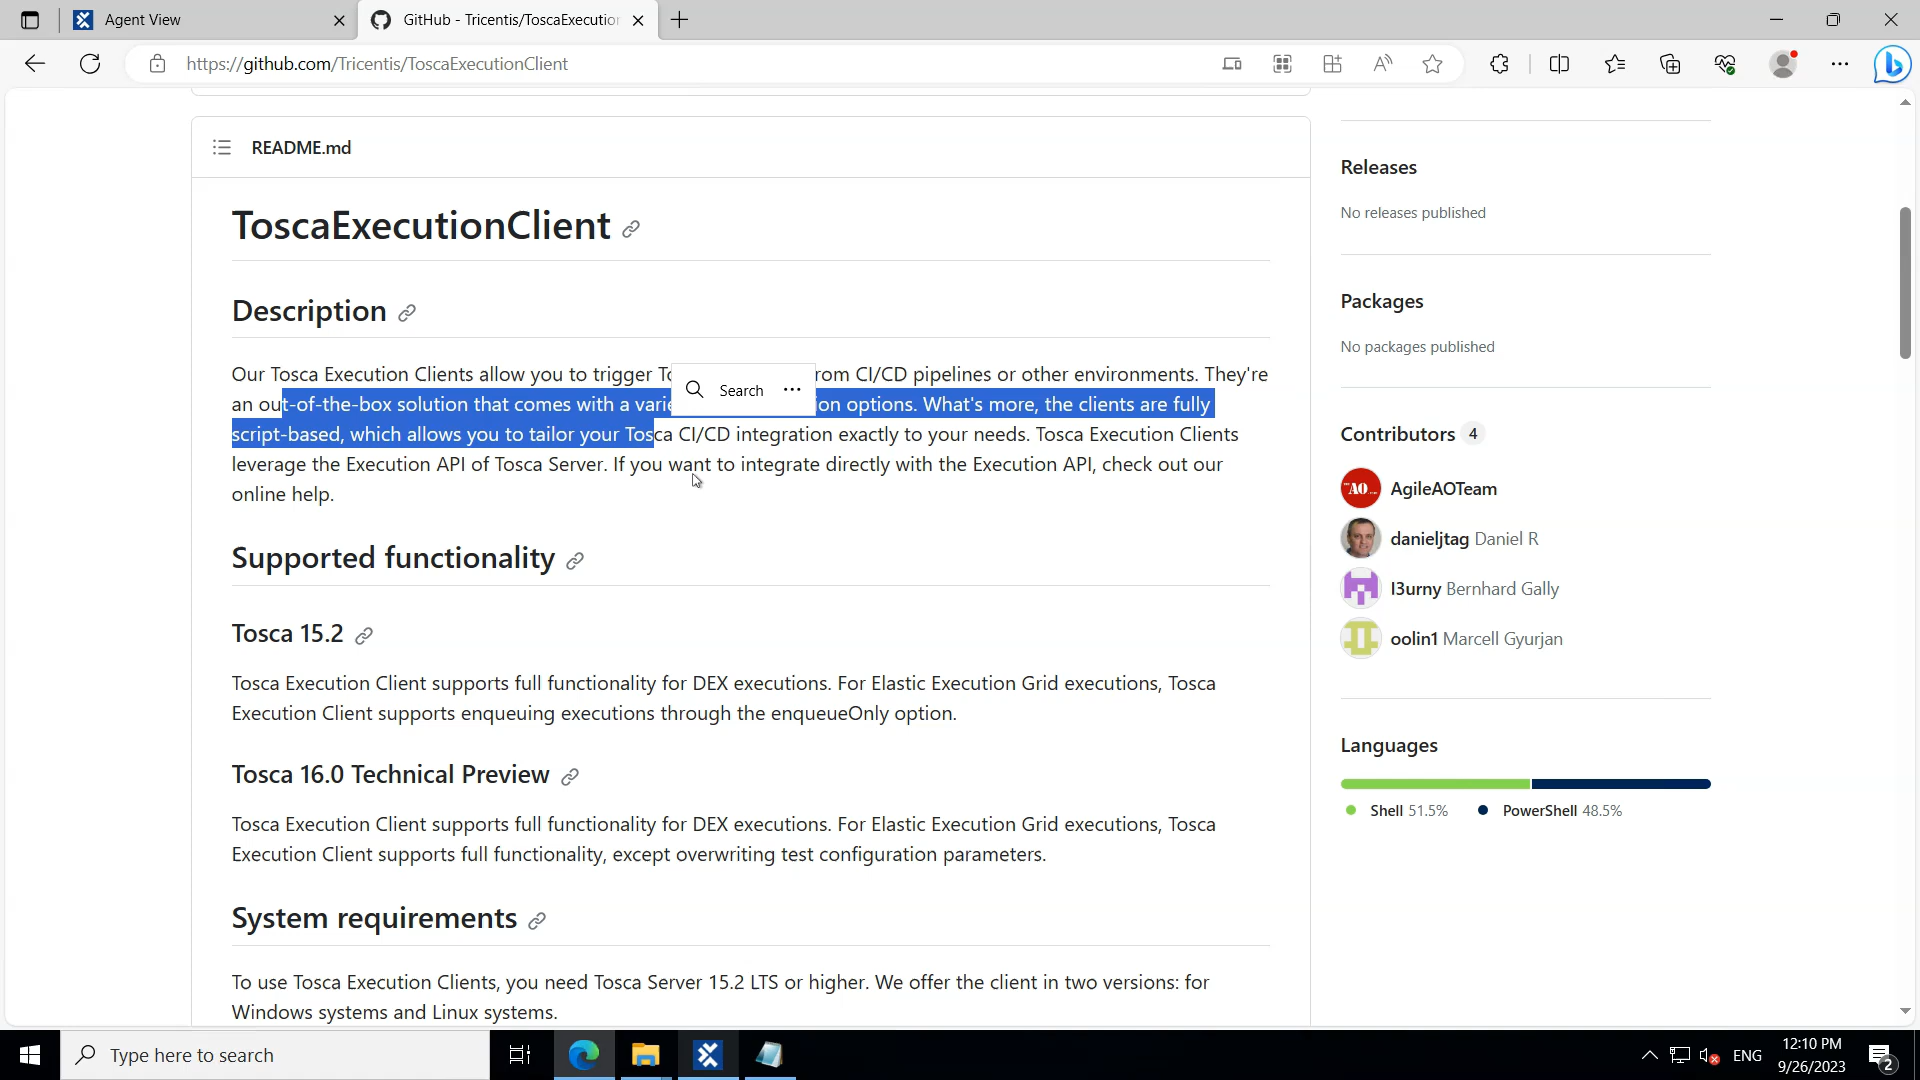 Agent View
GitHub - Tricentis/ToscaExecution
https://github.com/Tricentis/ToscaExecutionClient
README.md
ToscaExecutionClient
Description
Our Tosca Execution Clients allow you to trigger To rom CI/CD pipelines or other environments. They're
an out-of-the-box solution that comes with a varie ion options. What's more, the clients are fully
Search
script-based, which allows you to tailor your Tosca CI/CD integration exactly to your needs. Tosca Execution Clients
leverage the Execution API of Tosca Server. If you want to integrate directly with the Execution API, check out our
online help.
Supported functionality
Tosca 15.2
Tosca Execution Client supports full functionality for DEX executions. For Elastic Execution Grid executions, Tosca
Execution Client supports enqueuing executions through the enqueueOnly option.
Tosca 16.0 Technical Preview
Tosca Execution Client supports full functionality for DEX executions. For Elastic Execution Grid executions, Tosca
Execution Client supports full functionality, except overwriting test configuration parameters.
System requirements
To use Tosca Execution Clients, you need Tosca Server 15.2 LTS or higher. We offer the client in two versions: for
Windows systems and Linux systems.
Releases
No releases published
Packages
No packages published
Contributors 4
AO
AgileAOTeam
danieljtag Daniel R
l3urny Bernhard Gally
oolin1 Marcell Gyurjan
Languages
Shell 51.5% PowerShell 48.5%
Type here to search
ENG
12:10 PM
9/26/2023
2